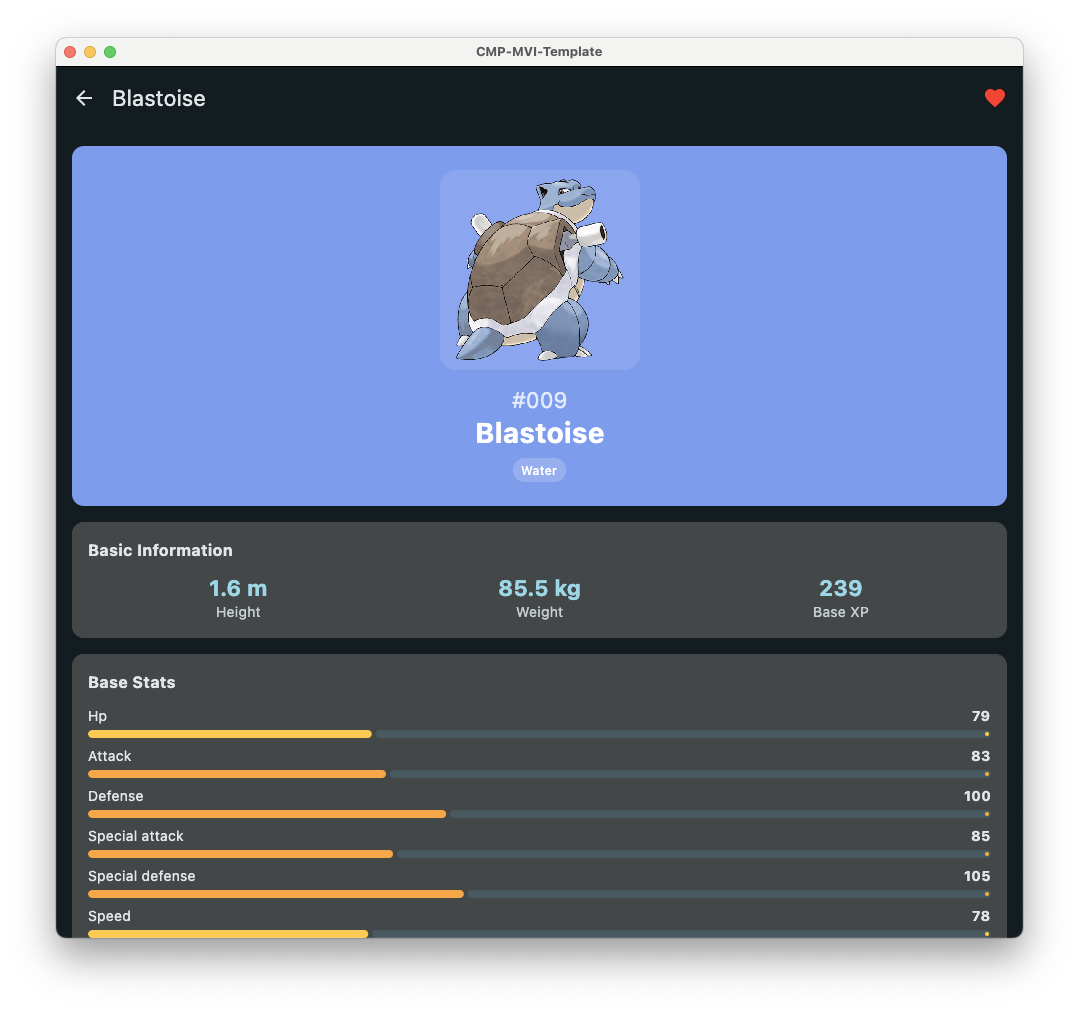 CMP-MVI-Template
Blastoise
#009
Blastoise
Water
Basic Information
1.6 m 85.5 kg 239
Height Weight Base XP
Base Stats
Hp 79
Attack 83
Defense 100
Special attack 85
Special defense 105
Speed 78